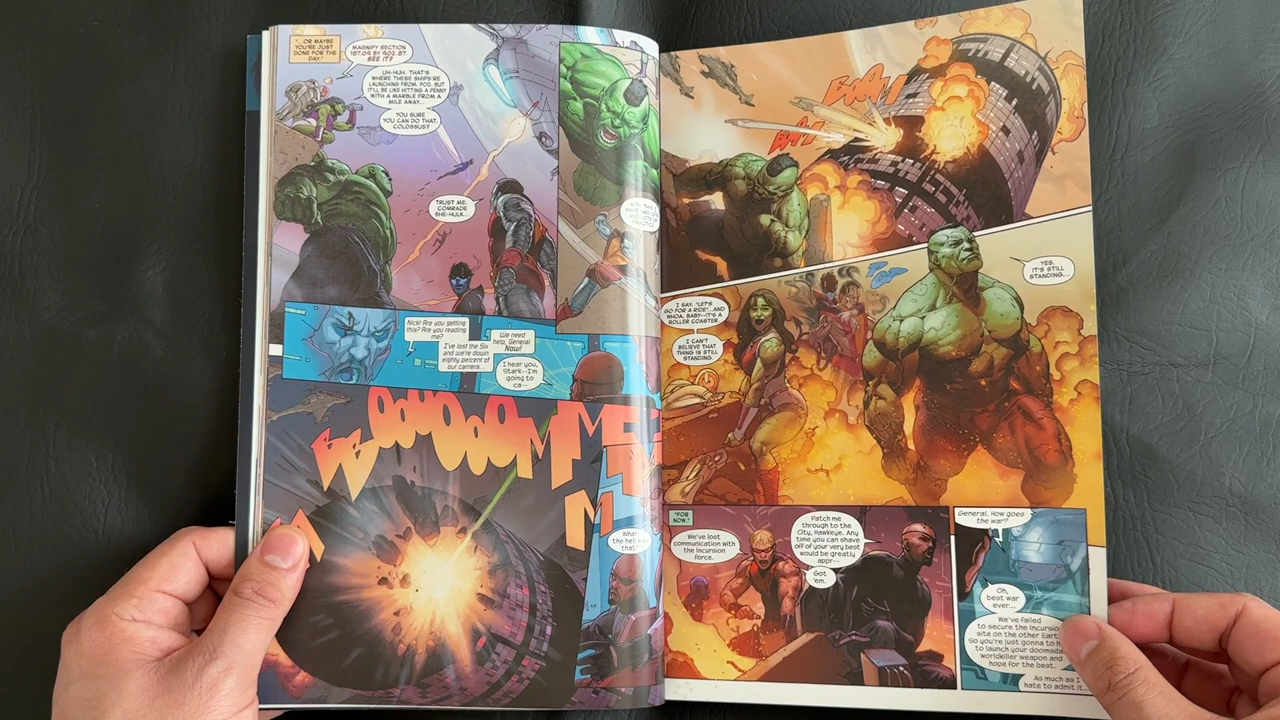 "...OR MAYBE
YOU'RE JUST
DONE FOR THE
DAY."
MAGNIFY SECTION
187.09 BY 902.87.
SEE IT?
UH-HUH. THAT'S
WHERE THESE SHIPS'RE
LAUNCHING FROM, POD. BUT
IT'LL BE LIKE HITTING A PENNY
WITH A MARBLE FROM A
MILE AWAY...
YOU SURE
YOU CAN DO THAT,
COLOSSUS?
TRUST ME,
COMRADE
SHE-HULK...
Nick! Are you getting
this? Are you reading
me?
I've lost the Six
and we're down
eighty percent of
our carriers...
We need
help, General.
Now!
I hear you,
Stark--I'm
going to
ca--
What
the hell was
that?
BOOM!
BOOM!
YES.
IT'S STILL
STANDING...
I SAY, "LET'S
GO FOR A RIDE"...AND
WHOA, BABY--IT'S A
ROLLER COASTER.
I CAN'T
BELIEVE THAT
THING IS STILL
STANDING.
"FOR
NOW."
We've lost
communication with
the Incursion
Force.
Patch me
through to the
City, Hawkeye. Any
time you can shave
off of your very best
would be greatly
appr--
Got
'em.
General. How goes
the war?
Oh,
best war
ever...
We've failed
to secure the Incursion
site on the other Earth.
So you're just gonna to
to launch your doomsday
worldkiller weapon and
hope for the best.
As much as I
hate to admit it...